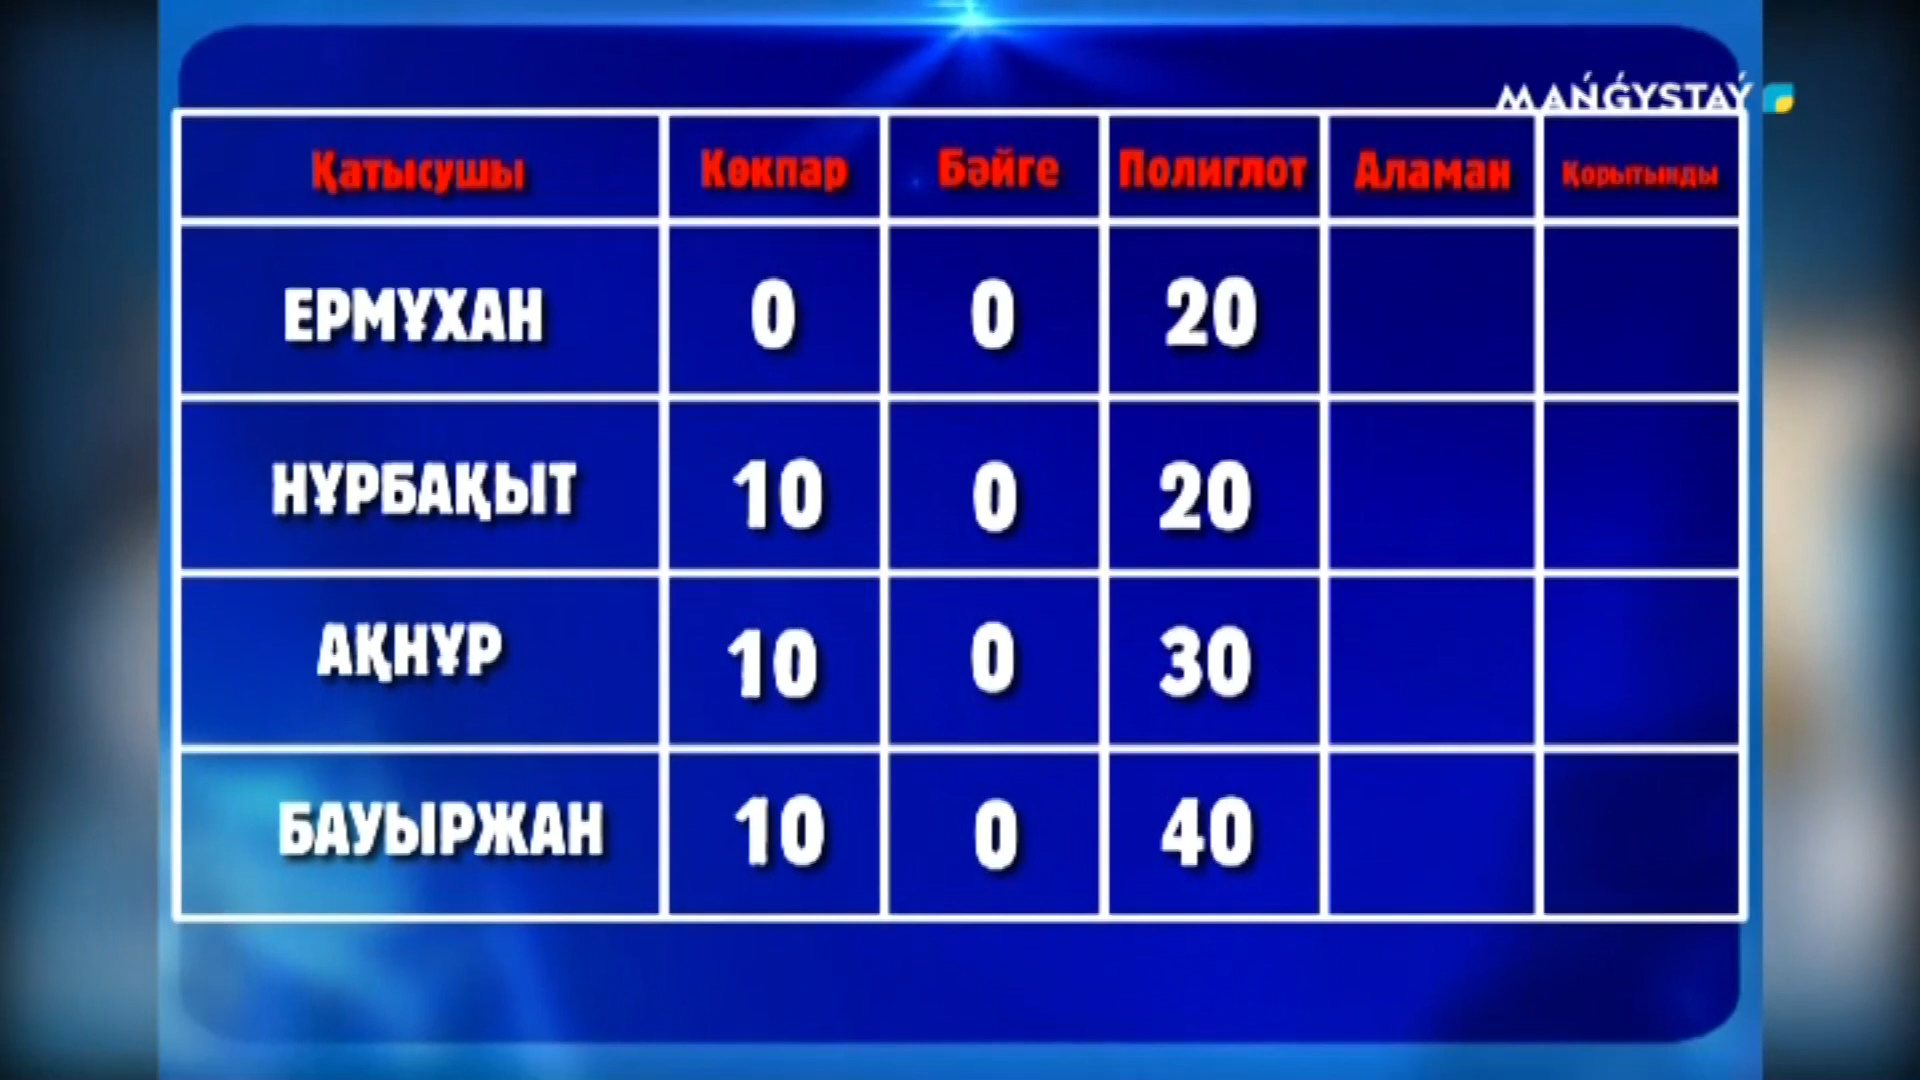 MAŃǴYSTAÝ
Қатысушы Көкпар Бәйге Полиглот Аламан Қорытынды
ЕРМҰХАН 0 0 20
НҰРБАҚЫТ 10 0 20
АҚНҰР 10 0 30
БАУЫРЖАН 10 0 40